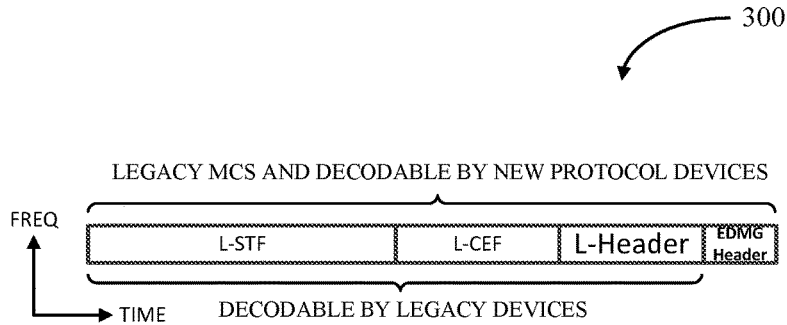 300
LEGACY MCS AND DECODABLE BY NEW PROTOCOL DEVICES
FREQ
L-STF L-CEF L-Header EDMG Header
TIME
DECODABLE BY LEGACY DEVICES